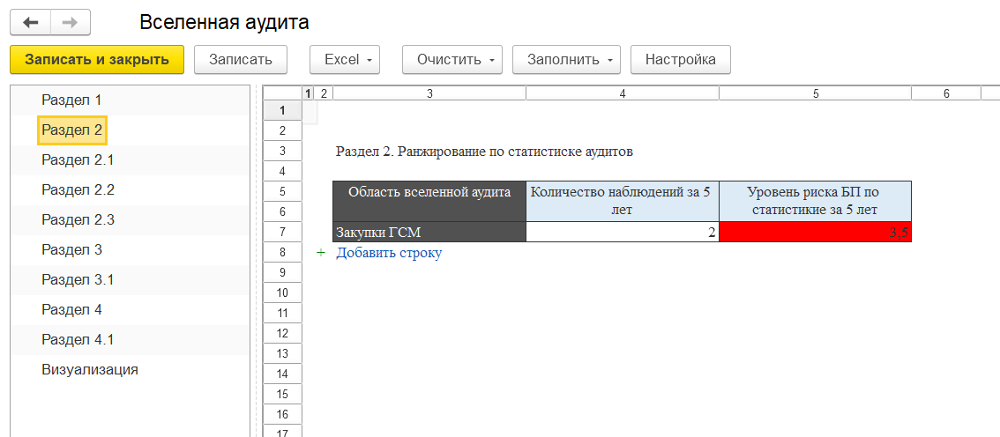 Вселенная аудита
Записать и закрыть
Записать
Excel
Очистить
Заполнить
Настройка
Раздел 1
Раздел 2
Раздел 2.1
Раздел 2.2
Раздел 2.3
Раздел 3
Раздел 3.1
Раздел 4
Раздел 4.1
Визуализация
1 2 3 4 5 6
1
2
3 Раздел 2. Ранжирование по статистиске аудитов
4
5 Область вселенной аудита Количество наблюдений за 5 Уровень риска БП по
6 лет статистикие за 5 лет
7 Закупки ГСМ 2 3,5
8 + Добавить строку
9
10
11
12
13
14
15
16
17